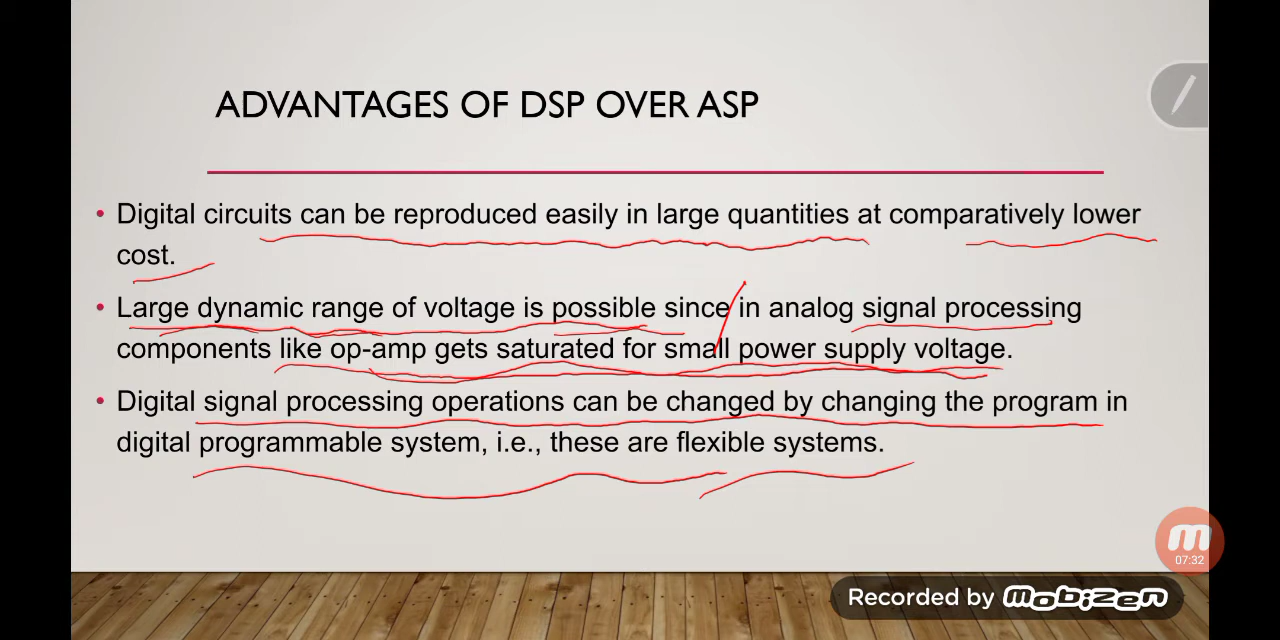 ADVANTAGES OF DSP OVER ASP
• Digital circuits can be reproduced easily in large quantities at comparatively lower
cost.
• Large dynamic range of voltage is possible since in analog signal processing
components like op-amp gets saturated for small power supply voltage.
• Digital signal processing operations can be changed by changing the program in
digital programmable system, i.e., these are flexible systems.
m
07:32
Recorded by mobizen